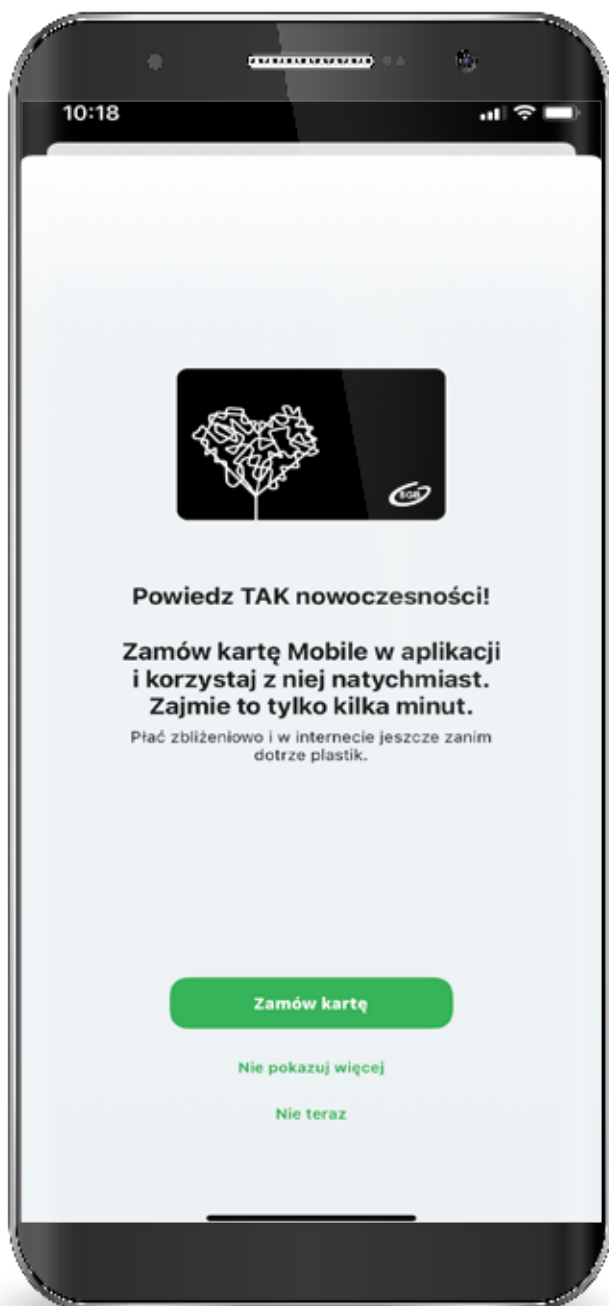 10:18
SGB
Powiedz TAK nowoczesności!
Zamów kartę Mobile w aplikacji
i korzystaj z niej natychmiast.
Zajmie to tylko kilka minut.
Płać zbliżeniowo i w internecie jeszcze zanim
dotrze plastik.
Zamów kartę
Nie pokazuj więcej
Nie teraz